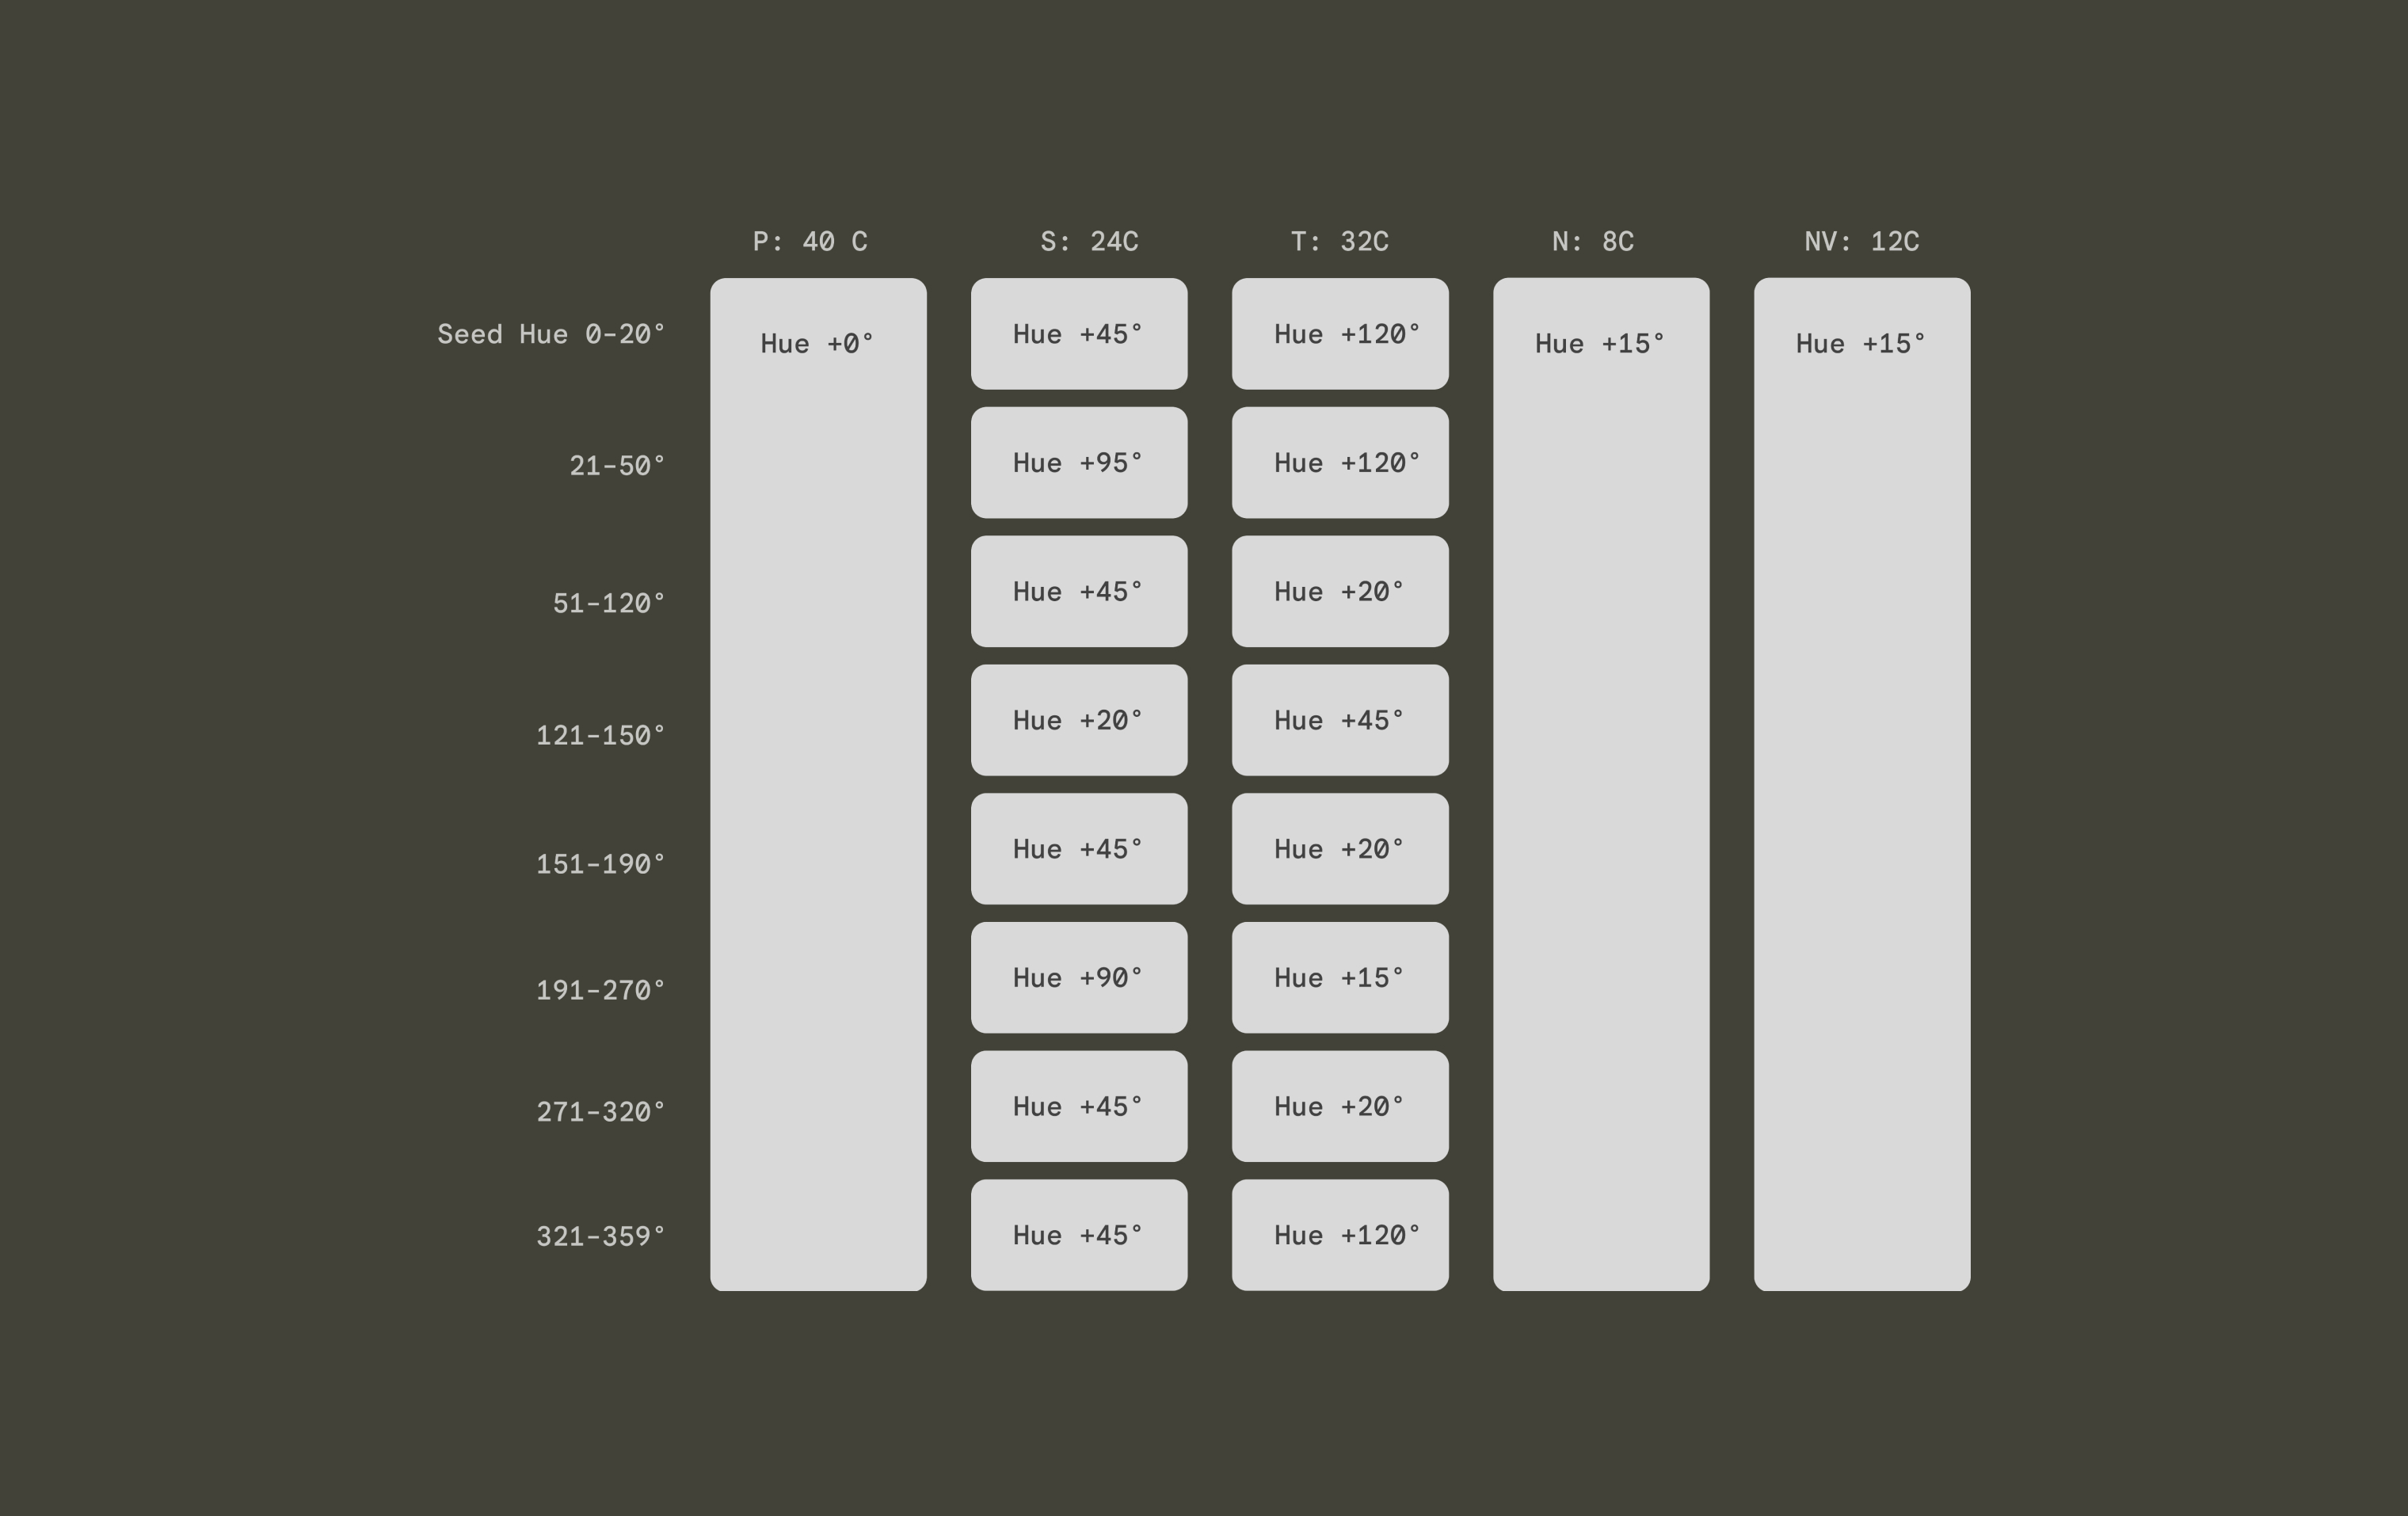 P: 40 C S: 24C T: 32C N: 8C NV: 12C
Seed Hue 0–20° Hue +0° Hue +45° Hue +120° Hue +15° Hue +15°
21–50° Hue +95° Hue +120°
51–120° Hue +45° Hue +20°
121–150° Hue +20° Hue +45°
151–190° Hue +45° Hue +20°
191–270° Hue +90° Hue +15°
271–320° Hue +45° Hue +20°
321–359° Hue +45° Hue +120°